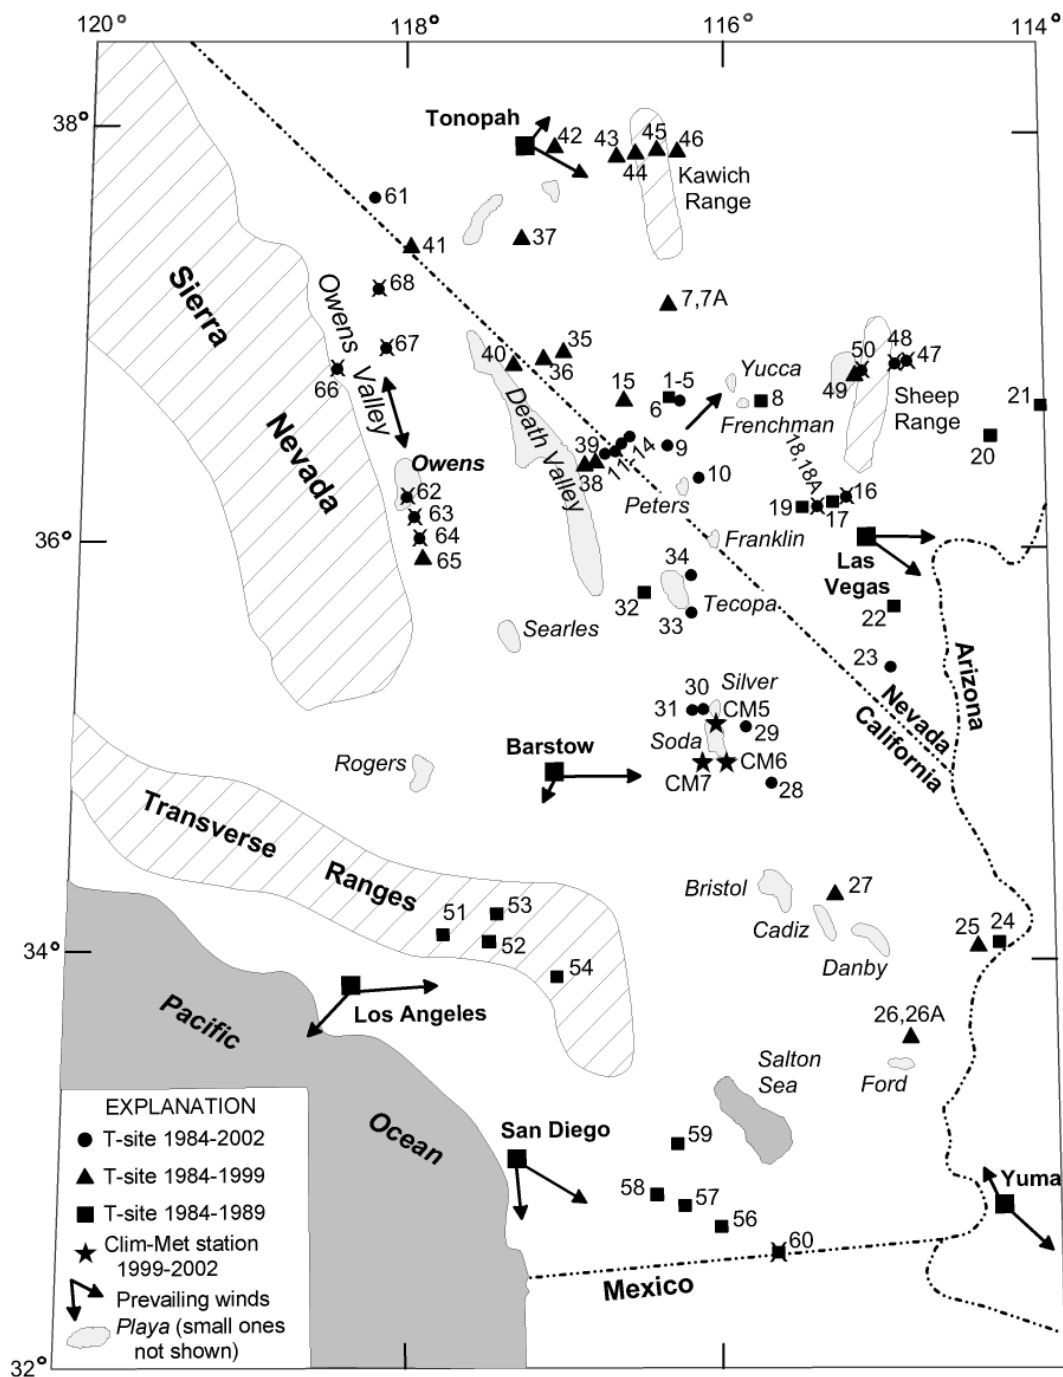 120°
118°
116°
114°
38°
Tonopah
42
43
44
45
46
Kawich
Range
61
41
37
68
7,7A
Sierra
Nevada
Owens
Valley
67
66
40
35
36
Death Valley
15
1-5
6
Yucca
8
Frenchman
50
48
47
49
Sheep
Range
21
20
39
38
11-14
9
10
Peters
18,18A
19
17
16
Owens
62
63
64
65
36°
Franklin
Las
Vegas
34
32
33
Tecopa
22
Searles
23
Arizona
Nevada
California
30
31
Silver
CM5
29
Soda
CM6
CM7
28
Barstow
Rogers
Transverse
Ranges
Bristol
27
Cadiz
Danby
25
24
51
53
52
54
34°
Los Angeles
Pacific
Ocean
26,26A
Ford
Salton
Sea
San Diego
59
58
57
56
60
Yuma
Mexico
EXPLANATION
T-site 1984-2002
T-site 1984-1999
T-site 1984-1989
Clim-Met station
1999-2002
Prevailing winds
Playa (small ones
not shown)
32°